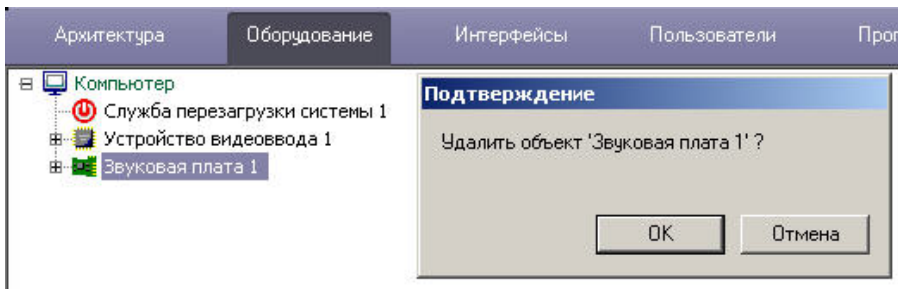 Архитектура Оборудование Интерфейсы Пользователи
Компьютер
Служба перезагрузки системы 1
Устройство видеоввода 1
Звуковая плата 1
Подтверждение
Удалить объект 'Звуковая плата 1' ?
OK Отмена